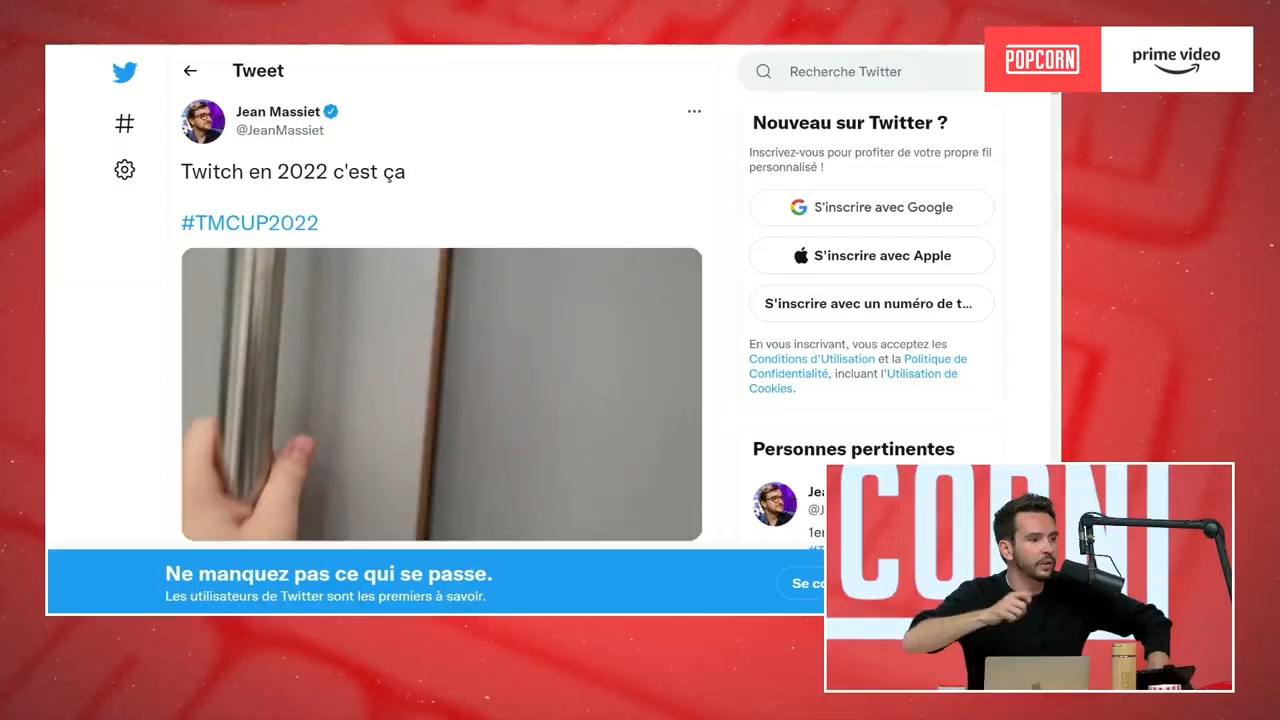 POPCORN
prime video
Tweet
Recherche Twitter
Jean Massiet
@JeanMassiet
Twitch en 2022 c'est ça
#TMCUP2022
Nouveau sur Twitter ?
Inscrivez-vous pour profiter de votre propre fil
personnalisé !
S'inscrire avec Google
S'inscrire avec Apple
S'inscrire avec un numéro de t...
En vous inscrivant, vous acceptez les
Conditions d'Utilisation et la Politique de
Confidentialité, incluant l'Utilisation de
Cookies.
Personnes pertinentes
Ne manquez pas ce qui se passe.
Les utilisateurs de Twitter sont les premiers à savoir.